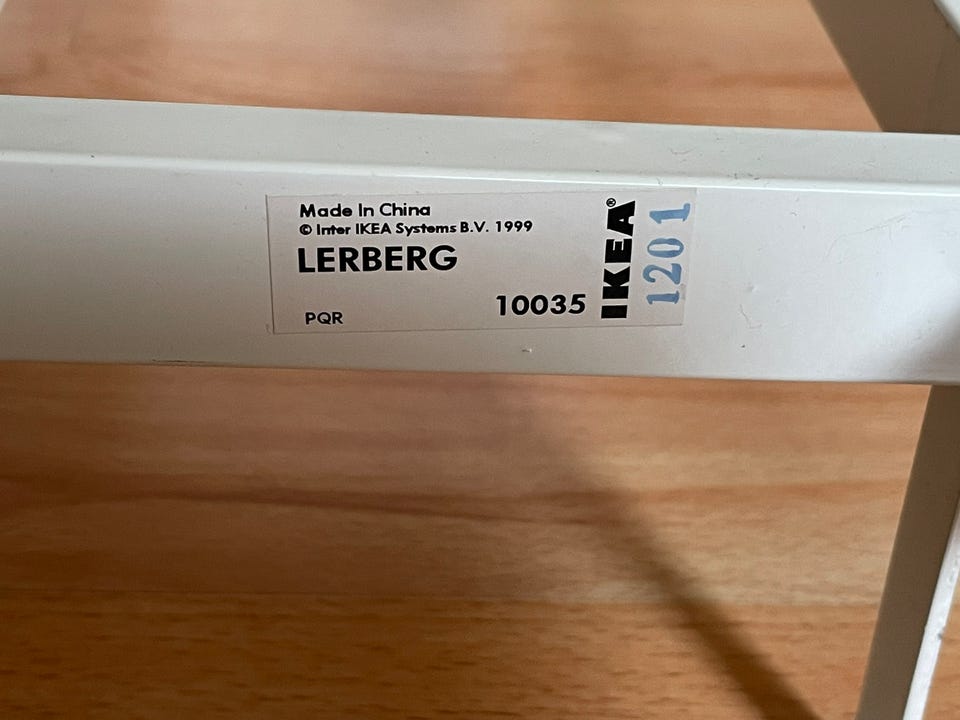 Made In China
© Inter IKEA Systems B.V. 1999
LERBERG
PQR
10035
IKEA®
1201